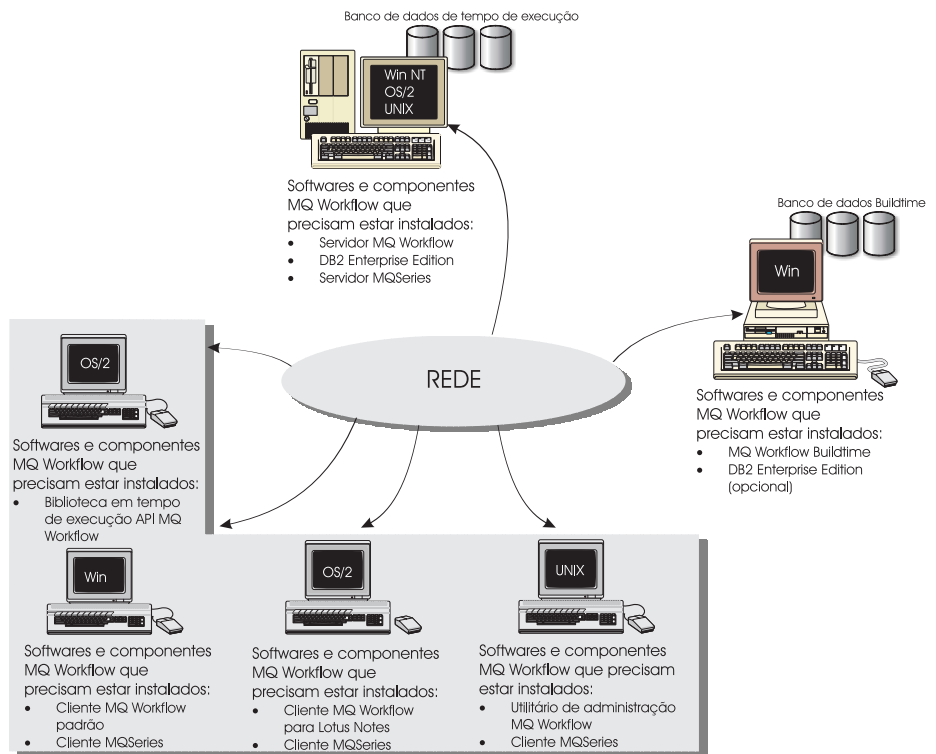 Banco de dados de tempo de execução
Win NT
OS/2
UNIX
Softwares e componentes
MQ Workflow que
precisam estar instalados:
• Servidor MQ Workflow
• DB2 Enterprise Edition
• Servidor MQSeries
Banco de dados Buildtime
Win
Softwares e componentes
MQ Workflow que
precisam estar instalados:
• MQ Workflow Buildtime
• DB2 Enterprise Edition
(opcional)
REDE
OS/2
Softwares e componentes
MQ Workflow que
precisam estar instalados:
• Biblioteca em tempo
de execução API MQ
Workflow
Win
Softwares e componentes
MQ Workflow que
precisam estar instalados:
• Cliente MQ Workflow
padrão
• Cliente MQSeries
OS/2
Softwares e componentes
MQ Workflow que
precisam estar instalados:
• Cliente MQ Workflow
para Lotus Notes
• Cliente MQSeries
UNIX
Softwares e componentes
MQ Workflow que precisam
estar instalados:
• Utilitário de administração
MQ Workflow
• Cliente MQSeries